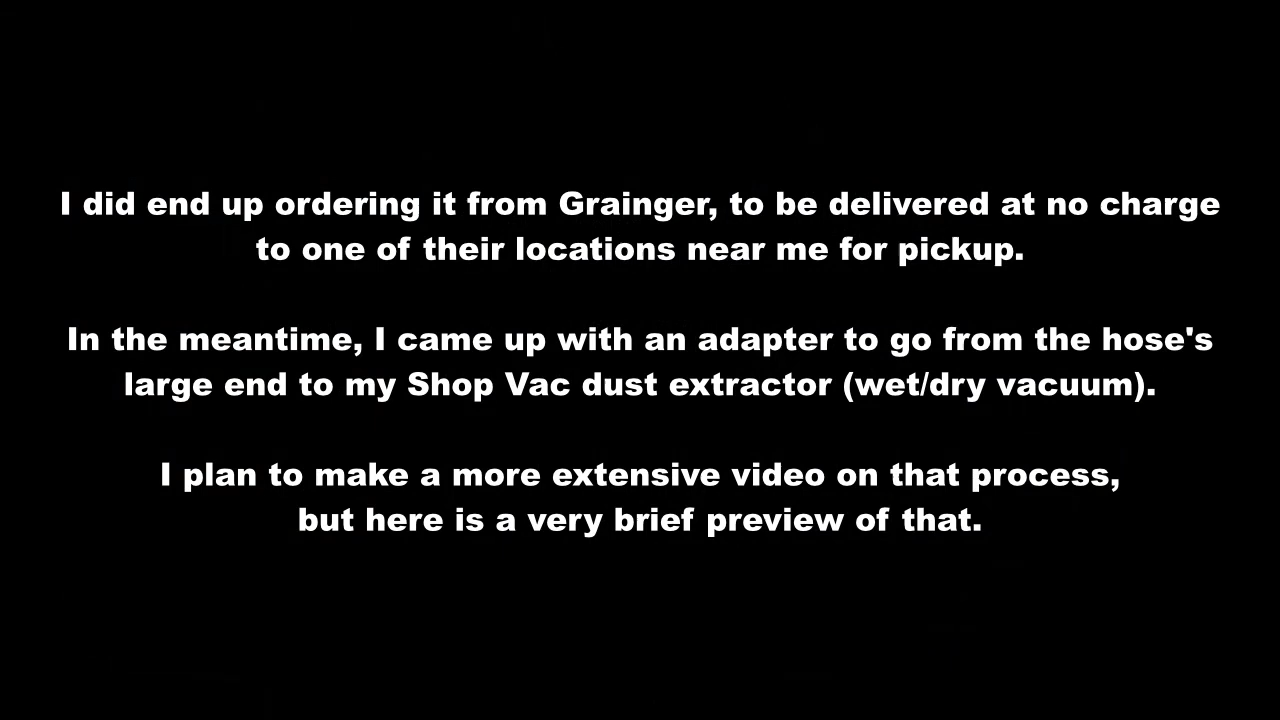 I did end up ordering it from Grainger, to be delivered at no charge
to one of their locations near me for pickup.
In the meantime, I came up with an adapter to go from the hose's
large end to my Shop Vac dust extractor (wet/dry vacuum).
I plan to make a more extensive video on that process,
but here is a very brief preview of that.